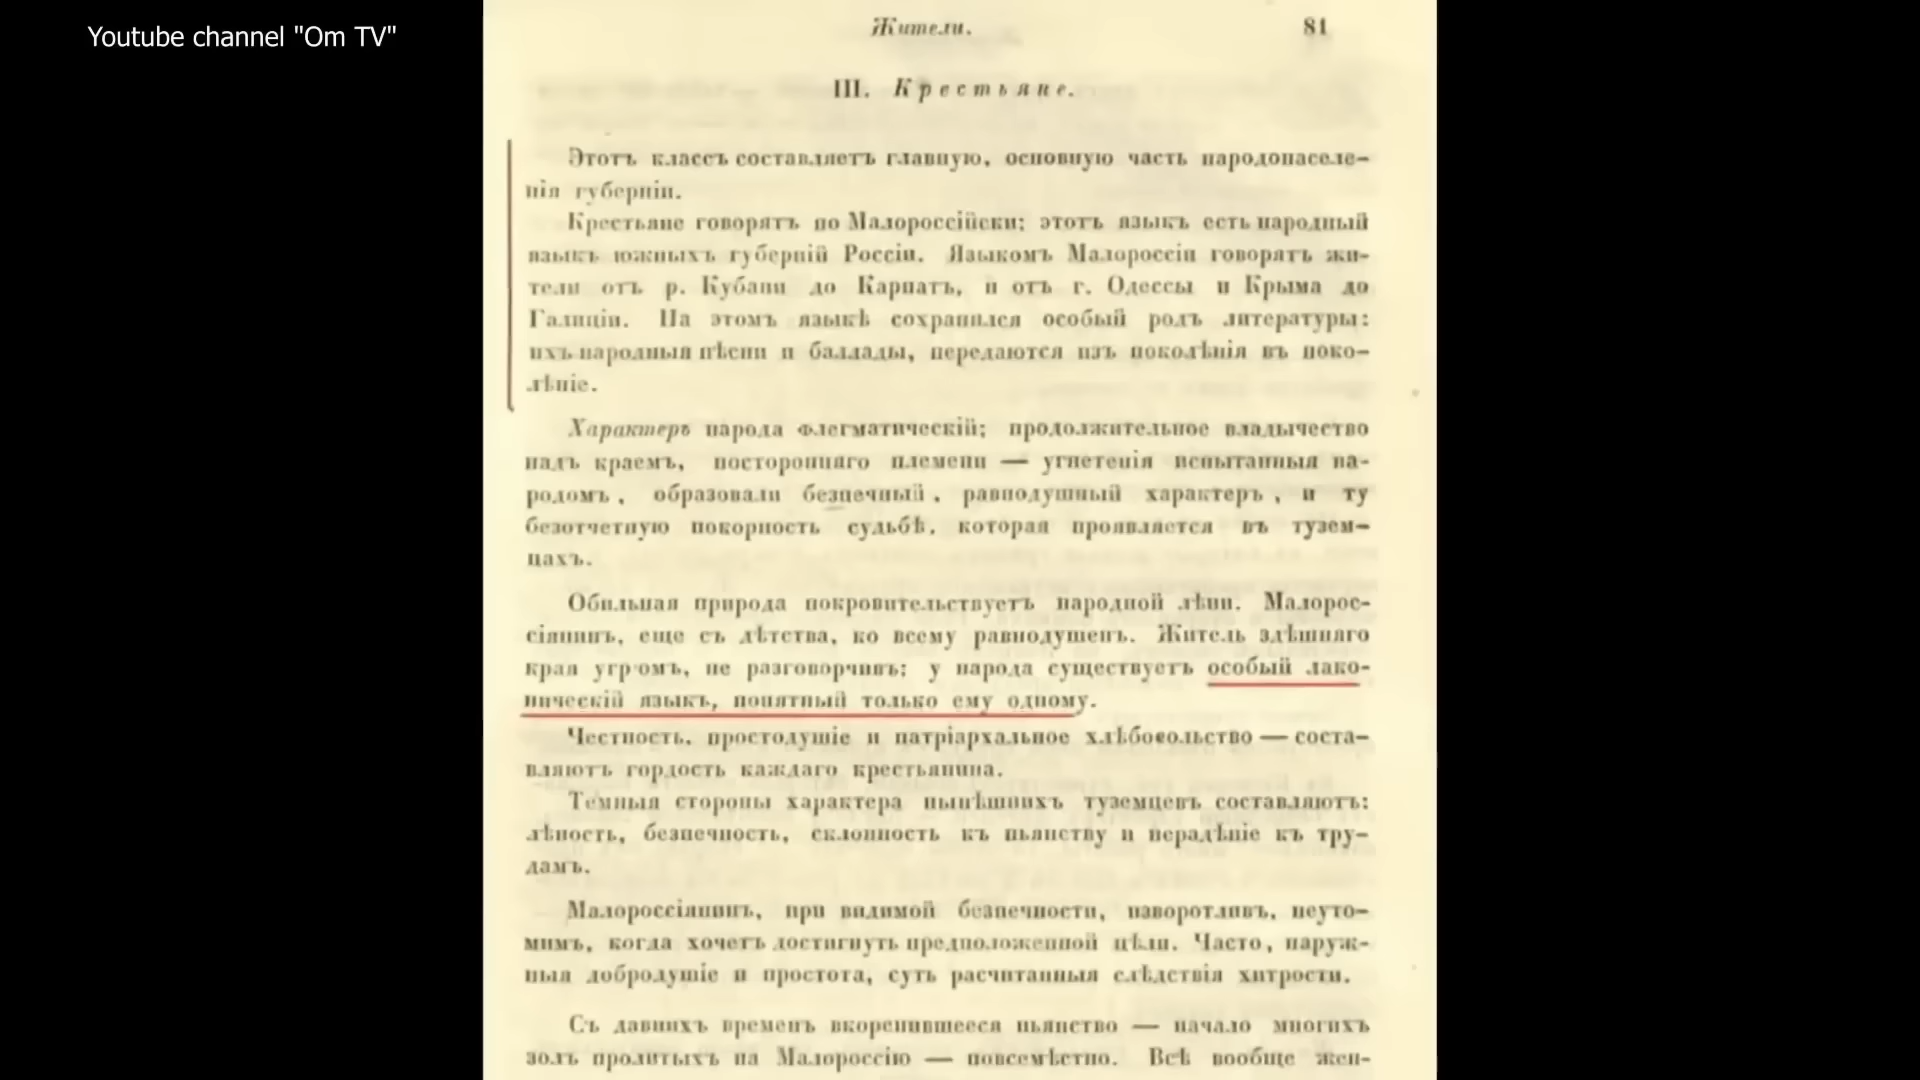 Youtube channel "Om TV"
Жители. 81
III. Крестьяне.
Этотъ классъ составляетъ главную, основную часть народонаселе-
нія губерніи.
Крестьяне говорятъ по Малороссійски; этотъ языкъ есть народный
языкъ южныхъ губерній Россіи. Языкомъ Малороссіи говорятъ жи-
тели отъ р. Кубани до Карпатъ, и отъ г. Одессы и Крыма до
Галиціи. На этомъ языкѣ сохранился особый родъ литературы:
ихъ народныя пѣсни и баллады, передаются изъ поколѣнія въ поко-
лѣніе.
Характеръ народа флегматическій; продолжительное владычество
надъ краемъ, посторонняго племени — угнетенія испытанныя на-
родомъ, образовали безпечный, равнодушный характеръ, и ту
безотчетную покорность судьбѣ, которая проявляется въ тузем-
цахъ.
Обильная природа покровительствуетъ народной лѣни. Малорос-
сіянинъ, еще съ дѣтства, ко всему равнодушенъ. Житель здѣшняго
края угрюмъ, не разговорчивъ; у народа существуетъ особый лако-
ническій языкъ, понятный только ему одному.
Честность, простодушіе и патріархальное хлѣбосольство — соста-
вляютъ гордость каждаго крестьянина.
Темныя стороны характера нынѣшнихъ туземцевъ составляютъ:
лѣность, безпечность, склонность къ пьянству и нерадѣніе къ тру-
дамъ.
Малороссіянинъ, при видимой безпечности, изворотливъ, неуто-
мимъ, когда хочетъ достигнуть предположенной цѣли. Часто, наруж-
ныя добродушіе и простота, суть расчитанныя слѣдствія хитрости.
Съ давнихъ временъ вкоренившееся пьянство — начало многихъ
золъ пролитыхъ на Малороссію — повсемѣстно. Всѣ вообще жен-